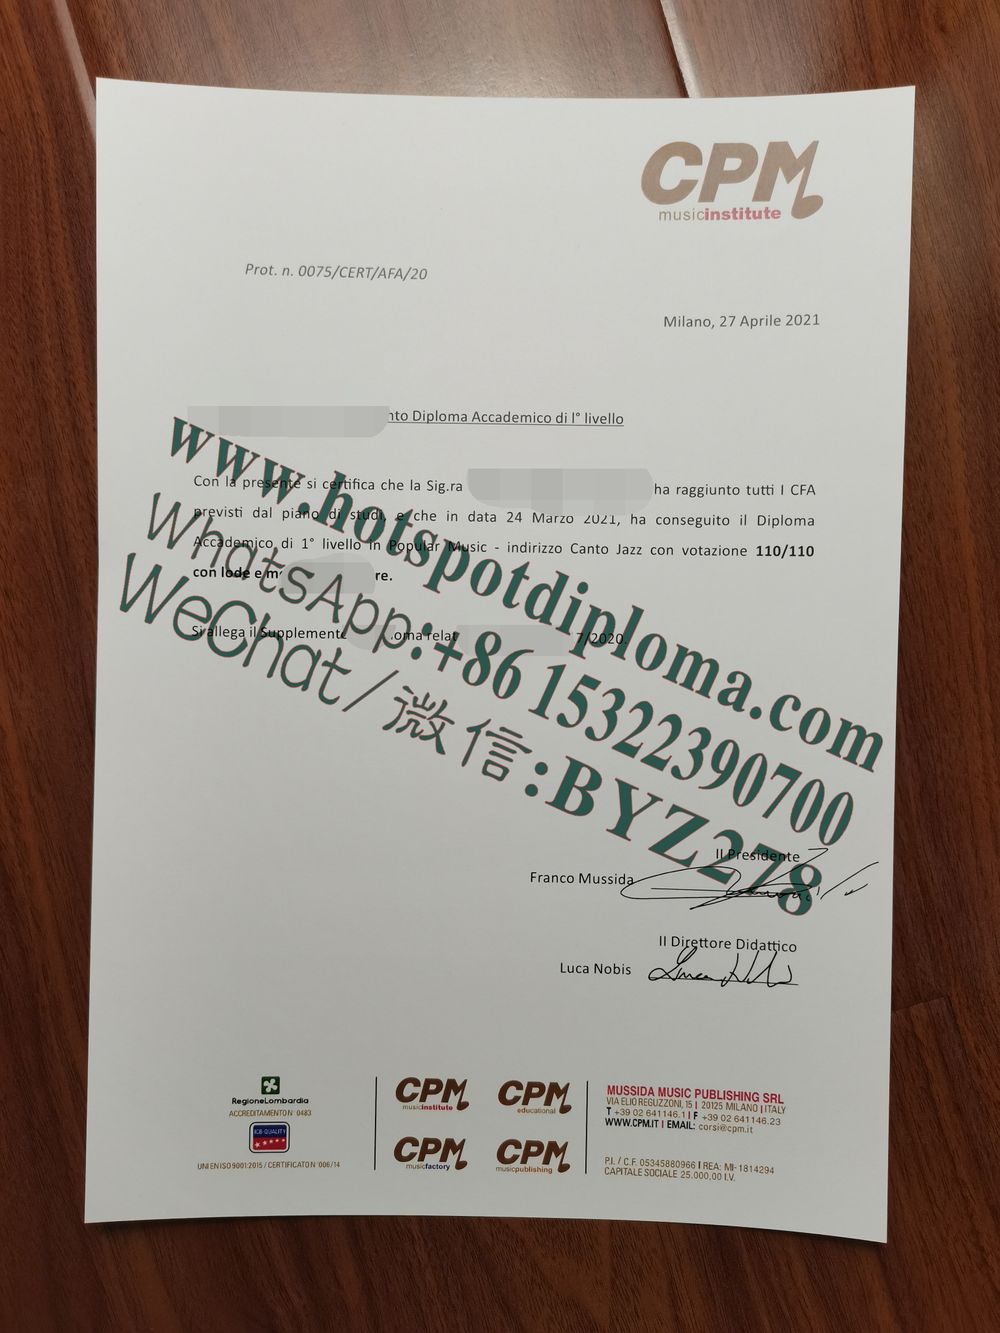 CPM
musicinstitute
Prot. n. 0075/CERT/AFA/20
Milano, 27 Aprile 2021
nto Diploma Accademico di l° livello
www.hotspotdiploma.com
Con la presente si certifica che la Sig.ra ha raggiunto tutti I CFA
previsti dal piano di studi, e che in data 24 Marzo 2021, ha conseguito il Diploma
Accademico di 1° livello in Popular Music - indirizzo Canto Jazz con votazione 110/110
con lode e m re.
WhatsApp:+86 15322390700
Si allega il Supplemento oma relat 7/2020.
WeChat/微信:BYZ278
Il Presidente
Franco Mussida
Il Direttore Didattico
Luca Nobis
RegioneLombardia
ACCREDITAMENTO N°0483
UNI EN ISO 9001:2015 / CERTIFICATO N°006/14
CPM
musicinstitute
CPM
educational
CPM
musicfactory
CPM
musicpublishing
MUSSIDA MUSIC PUBLISHING SRL
VIA ELIO REGUZZONI, 15 | 20125 MILANO | ITALY
T +39 02 641146.1 | F +39 02 641146.23
WWW.CPM.IT | EMAIL: corsi@cpm.it
P.I. / C.F. 05345880966 | REA: MI- 1814294
CAPITALE SOCIALE 25.000,00 I.V.